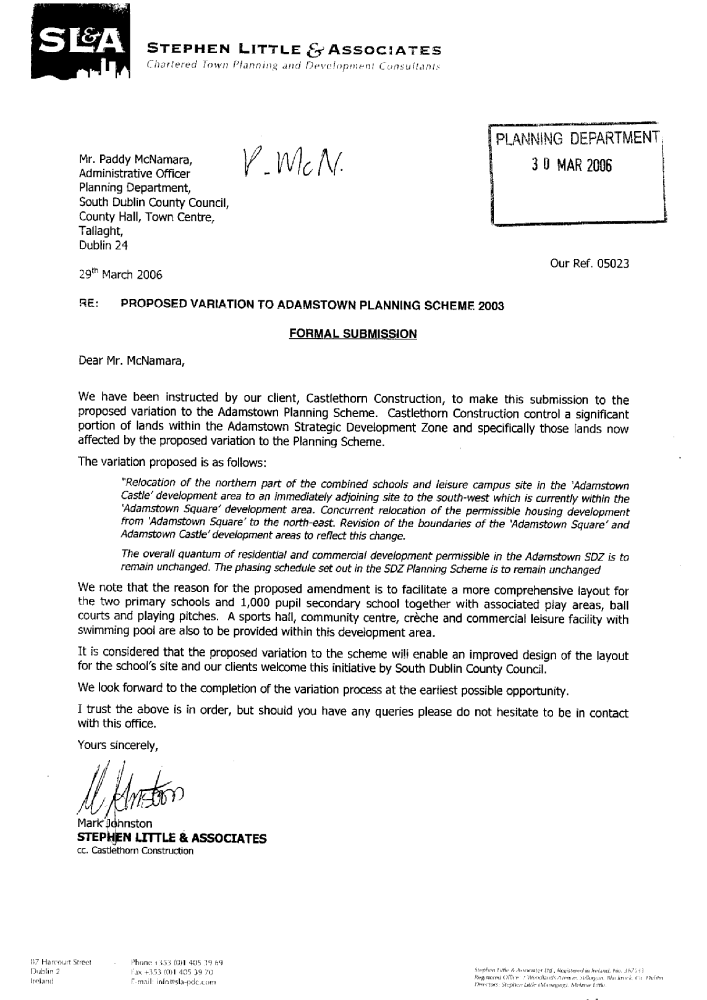 SL&A
STEPHEN LITTLE & ASSOCIATES
Chartered Town Planning and Development Consultants
PLANNING DEPARTMENT
30 MAR 2006
P. McN.
Mr. Paddy McNamara,
Administrative Officer
Planning Department,
South Dublin County Council,
County Hall, Town Centre,
Tallaght,
Dublin 24
Our Ref. 05023
29th March 2006
RE: PROPOSED VARIATION TO ADAMSTOWN PLANNING SCHEME 2003
FORMAL SUBMISSION
Dear Mr. McNamara,
We have been instructed by our client, Castlethorn Construction, to make this submission to the
proposed variation to the Adamstown Planning Scheme. Castlethorn Construction control a significant
portion of lands within the Adamstown Strategic Development Zone and specifically those lands now
affected by the proposed variation to the Planning Scheme.
The variation proposed is as follows:
"Relocation of the northern part of the combined schools and leisure campus site in the 'Adamstown
Castle' development area to an immediately adjoining site to the south-west which is currently within the
'Adamstown Square' development area. Concurrent relocation of the permissible housing development
from 'Adamstown Square' to the north-east. Revision of the boundaries of the 'Adamstown Square' and
Adamstown Castle' development areas to reflect this change.
The overall quantum of residential and commercial development permissible in the Adamstown SDZ is to
remain unchanged. The phasing schedule set out in the SDZ Planning Scheme is to remain unchanged
We note that the reason for the proposed amendment is to facilitate a more comprehensive layout for
the two primary schools and 1,000 pupil secondary school together with associated play areas, ball
courts and playing pitches. A sports hall, community centre, crèche and commercial leisure facility with
swimming pool are also to be provided within this development area.
It is considered that the proposed variation to the scheme will enable an improved design of the layout
for the school's site and our clients welcome this initiative by South Dublin County Council.
We look forward to the completion of the variation process at the earliest possible opportunity.
I trust the above is in order, but should you have any queries please do not hesitate to be in contact
with this office.
Yours sincerely,
M Johnston
Mark Johnston
STEPHEN LITTLE & ASSOCIATES
cc. Castlethorn Construction
87 Harcourt Street
Dublin 2
Ireland
Phone +353 (0)1 405 39 69
Fax +353 (0)1 405 39 70
E-mail: info@sla-pdc.com
Stephen Little & Associates Ltd., Registered in Ireland, No.
Registered Office: Woodlands Avenue, Stillorgan, Blackrock, Co. Dublin
Directors: Stephen Little (Managing), Melanie Little.